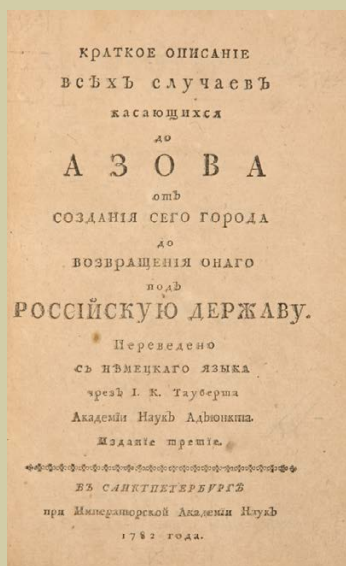 КРАТКОЕ ОПИСАНІЕ
ВСѢХЪ СЛУЧАЕВЪ
КАСАЮЩИХСЯ
ДО
АЗОВА
отъ
СОЗДАНІЯ СЕГО ГОРОДА
ДО
ВОЗВРАЩЕНІЯ ОНАГО
подЪ
РОССІЙСКУЮ ДЕРЖАВУ.
Переведено
СЪ НѢМЕЦКАГО ЯЗЫКА
чрезЪ І. К. Тауберта
Академіи НаукЪ Адъюнкта.
Изданіе третіе.
ВЪ САНКТПЕТЕРБУРГѢ
при Императорской Академіи НаукЪ
1782 года.